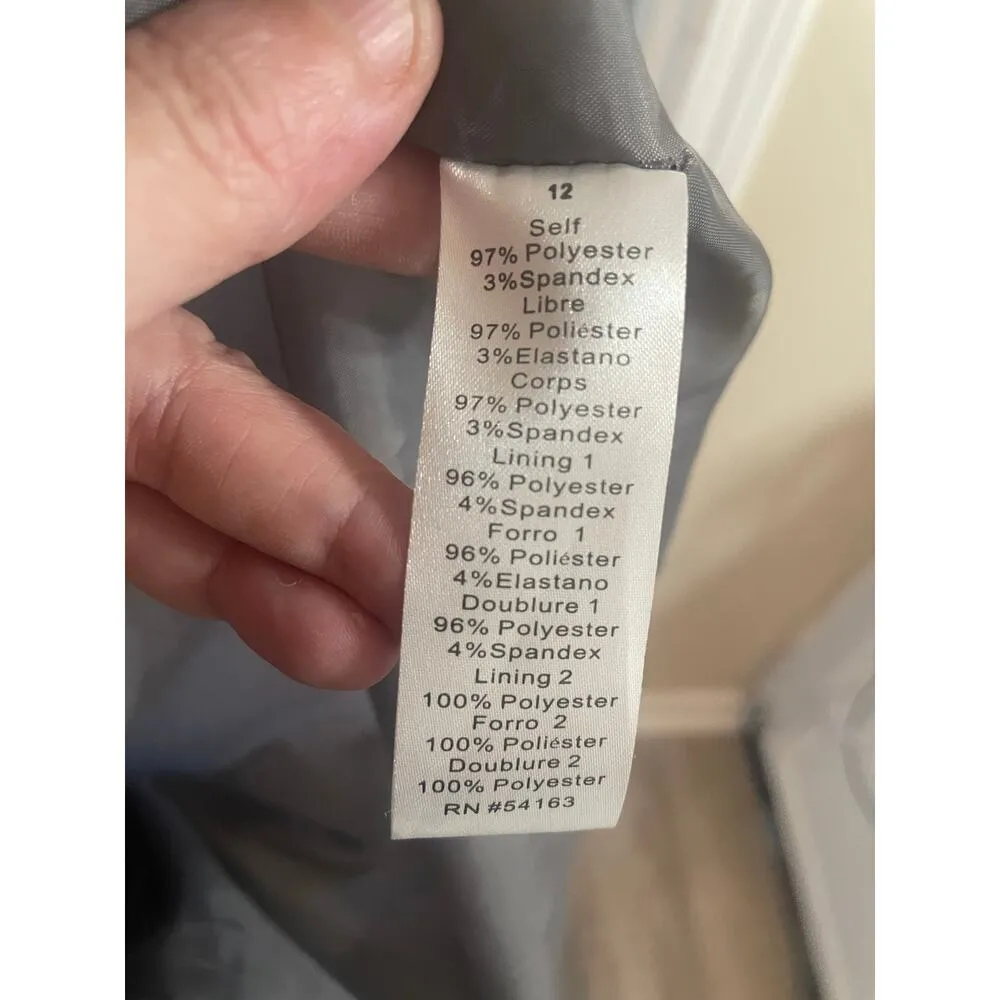 12
Self
97% Polyester
3%Spandex
Libre
97% Poliéster
3%Elastano
Corps
97% Polyester
3%Spandex
Lining 1
96% Polyester
4%Spandex
Forro 1
96% Poliéster
4%Elastano
Doublure 1
96% Polyester
4%Spandex
Lining 2
100% Polyester
Forro 2
100% Poliéster
Doublure 2
100% Polyester
RN #54163